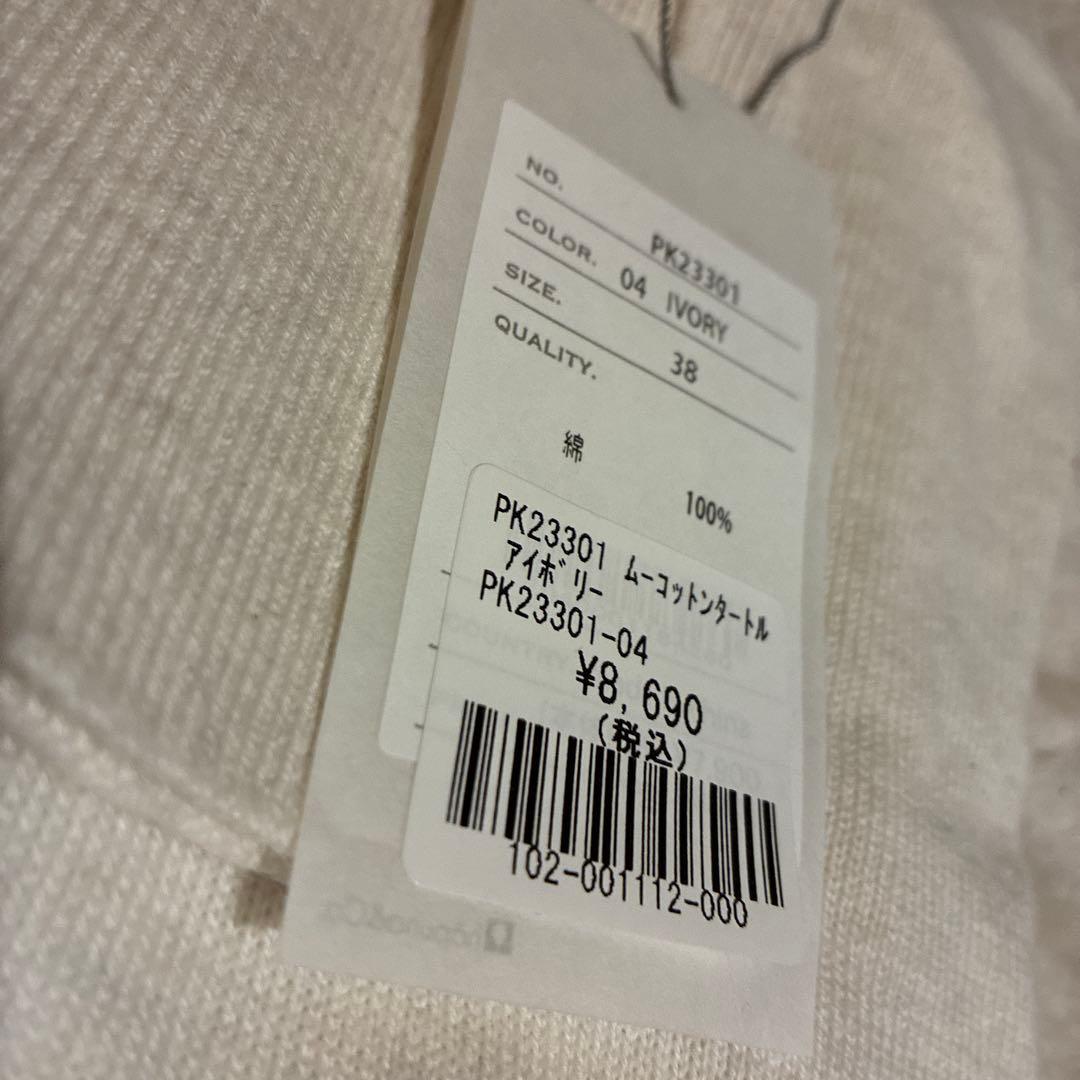 NO.
PK23301
COLOR.
04 IVORY
SIZE.
38
QUALITY.
綿 100%
PK23301 ムーコットンタートル
アイボリー
PK23301-04
¥8,690
(税込)
102-001112-000